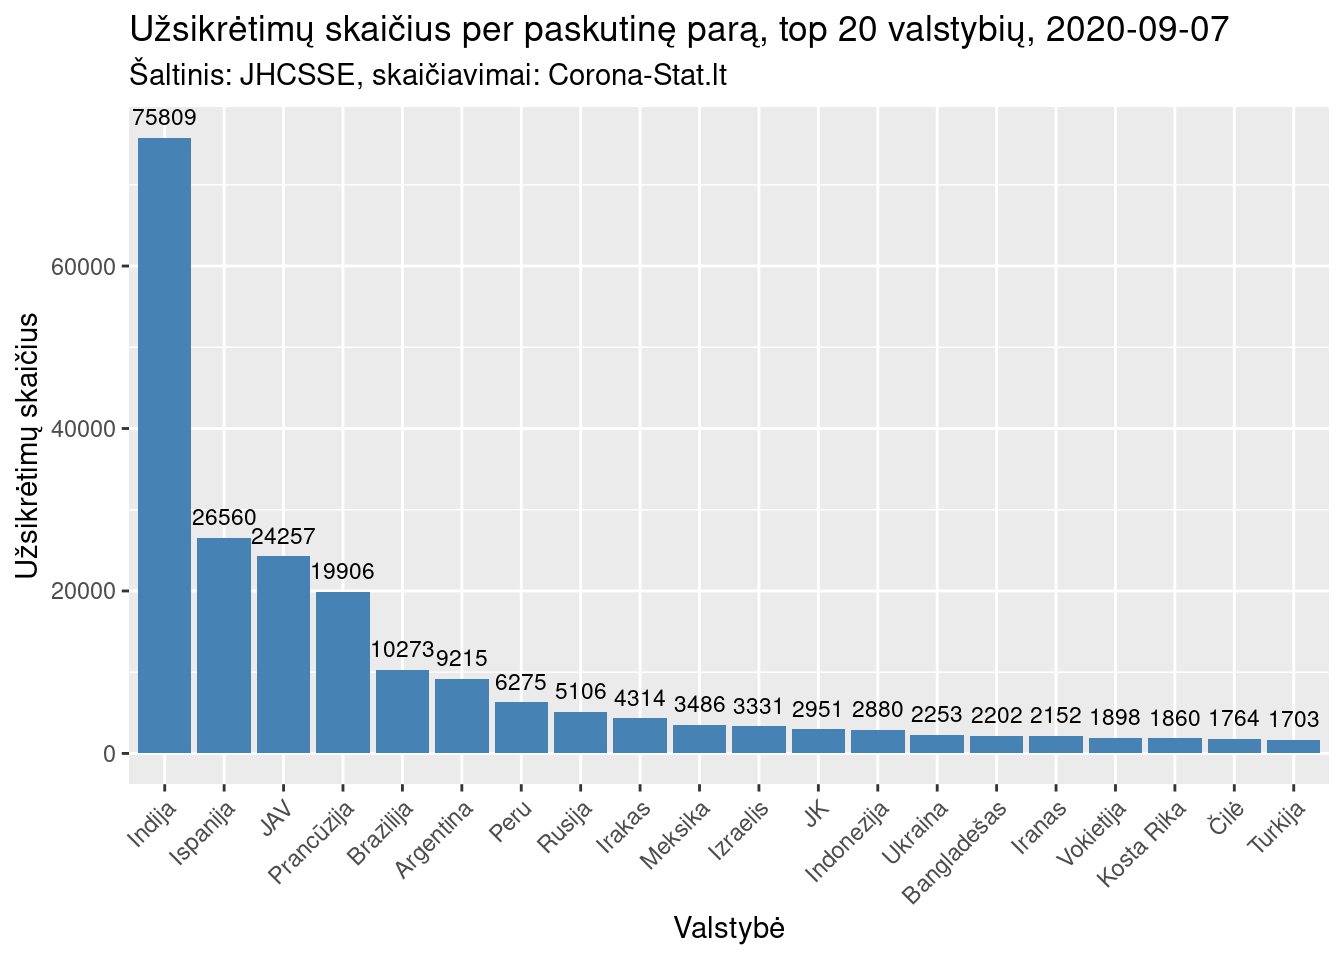 Užsikrėtimų skaičius per paskutinę parą, top 20 valstybių, 2020-09-07
Šaltinis: JHCSSE, skaičiavimai: Corona-Stat.lt
Užsikrėtimų skaičius
60000
40000
20000
0
75809
26560
24257
19906
10273
9215
6275
5106
4314
3486
3331
2951
2880
2253
2202
2152
1898
1860
1764
1703
Indija
Ispanija
JAV
Prancūzija
Brazilija
Argentina
Peru
Rusija
Irakas
Meksika
Izraelis
JK
Indonezija
Ukraina
Bangladešas
Iranas
Vokietija
Kosta Rika
Čilė
Turkija
Valstybė